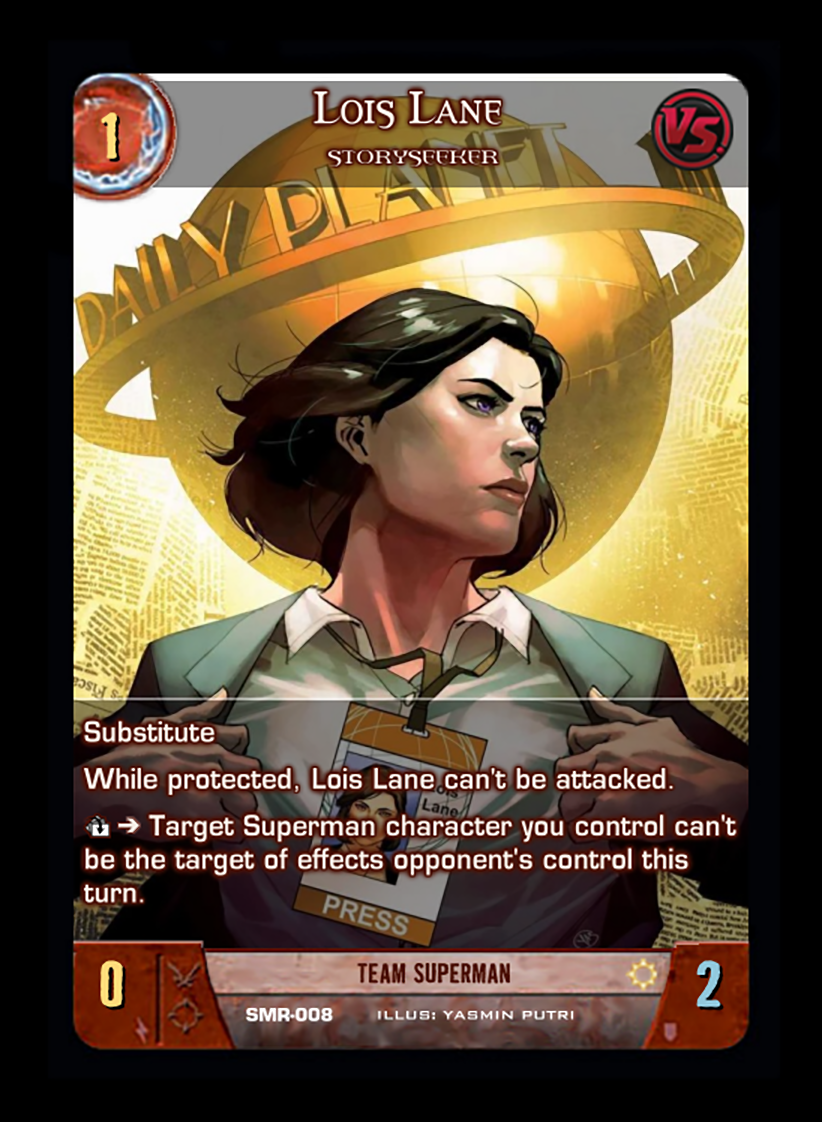 1
Lois Lane
VS.
STORYSEEKER
DAILY PLANET
Substitute
While protected, Lois Lane can't be attacked.
Lois
Lane
➔ Target Superman character you control can't
be the target of effects opponent's control this
turn.
PRESS
0
TEAM SUPERMAN
2
SMR-008 ILLUS: YASMIN PUTRI